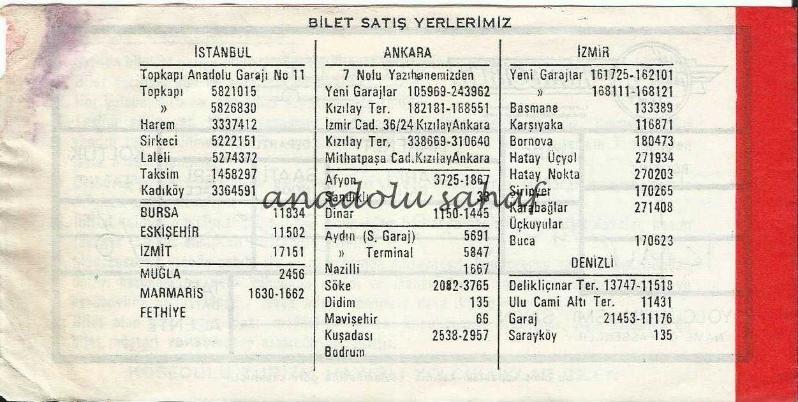 BİLET SATIŞ YERLERİMİZ
İSTANBUL
Topkapı Anadolu Garajı No 11
Topkapı 5821015
» 5826830
Harem 3337412
Sirkeci 5222151
Laleli 5274372
Taksim 1458297
Kadıköy 3364591
BURSA 11834
ESKİŞEHİR 11502
İZMİT 17151
MUĞLA 2456
MARMARİS 1630-1662
FETHİYE
ANKARA
7 Nolu Yazıhanemizden
Yeni Garajlar 105969-243962
Kızılay Ter. 182181-188551
İzmir Cad. 36/24 KızılayAnkara
Kızılay Ter, 338669-310640
Mithatpaşa Cad.KızılayAnkara
Afyon 3725-1867
Sandıklı 38
Dinar 1150-1445
Aydın (S. Garaj) 5691
» Terminal 5847
Nazilli 1667
Söke 2082-3765
Didim 135
Mavişehir 66
Kuşadası 2538-2957
Bodrum
İZMİR
Yeni Garajlar 161725-162101
» 168111-168121
Basmane 133389
Karşıyaka 116871
Bornova 180473
Hatay Üçyol 271934
Hatay Nokta 270203
Şirinyer 170265
Karabağlar 271408
Üçkuyular
Buca 170623
DENİZLİ
Delikliçınar Ter. 13747-11518
Ulu Cami Altı Ter. 11431
Garaj 21453-11176
Sarayköy 135
anadolu sahaf